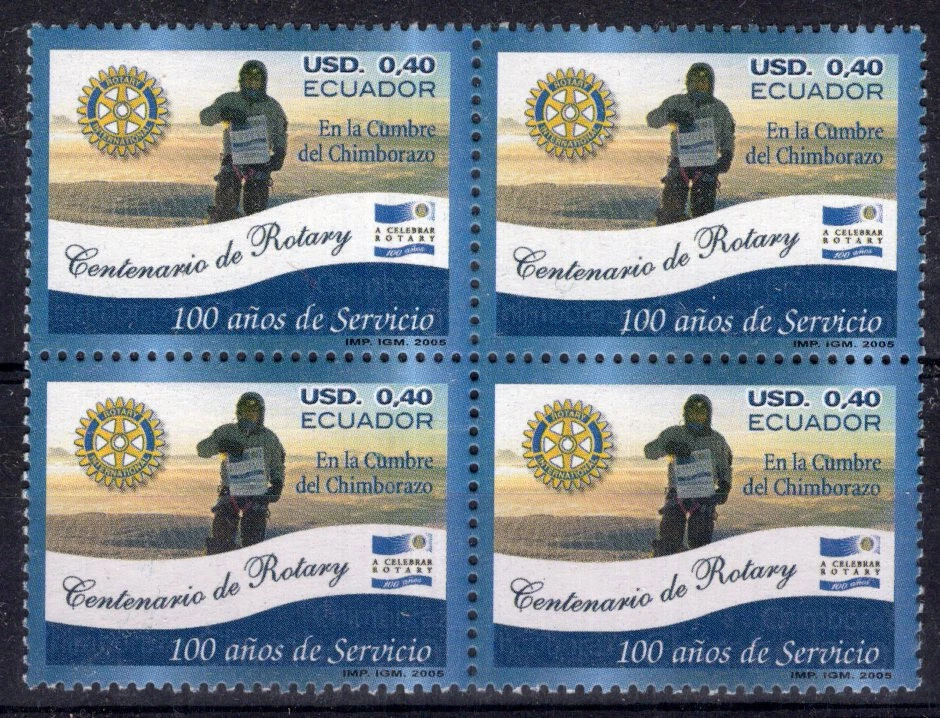 ROTARY
INTERNATIONAL
USD. 0,40
ECUADOR
En la Cumbre
del Chimborazo
Centenario de Rotary
A CELEBRAR
ROTARY
100 años
100 años de Servicio
IMP. IGM. 2005
ROTARY
INTERNATIONAL
USD. 0,40
ECUADOR
En la Cumbre
del Chimborazo
Centenario de Rotary
A CELEBRAR
ROTARY
100 años
100 años de Servicio
IMP. IGM. 2005
ROTARY
INTERNATIONAL
USD. 0,40
ECUADOR
En la Cumbre
del Chimborazo
Centenario de Rotary
A CELEBRAR
ROTARY
100 años
100 años de Servicio
IMP. IGM. 2005
ROTARY
INTERNATIONAL
USD. 0,40
ECUADOR
En la Cumbre
del Chimborazo
Centenario de Rotary
A CELEBRAR
ROTARY
100 años
100 años de Servicio
IMP. IGM. 2005